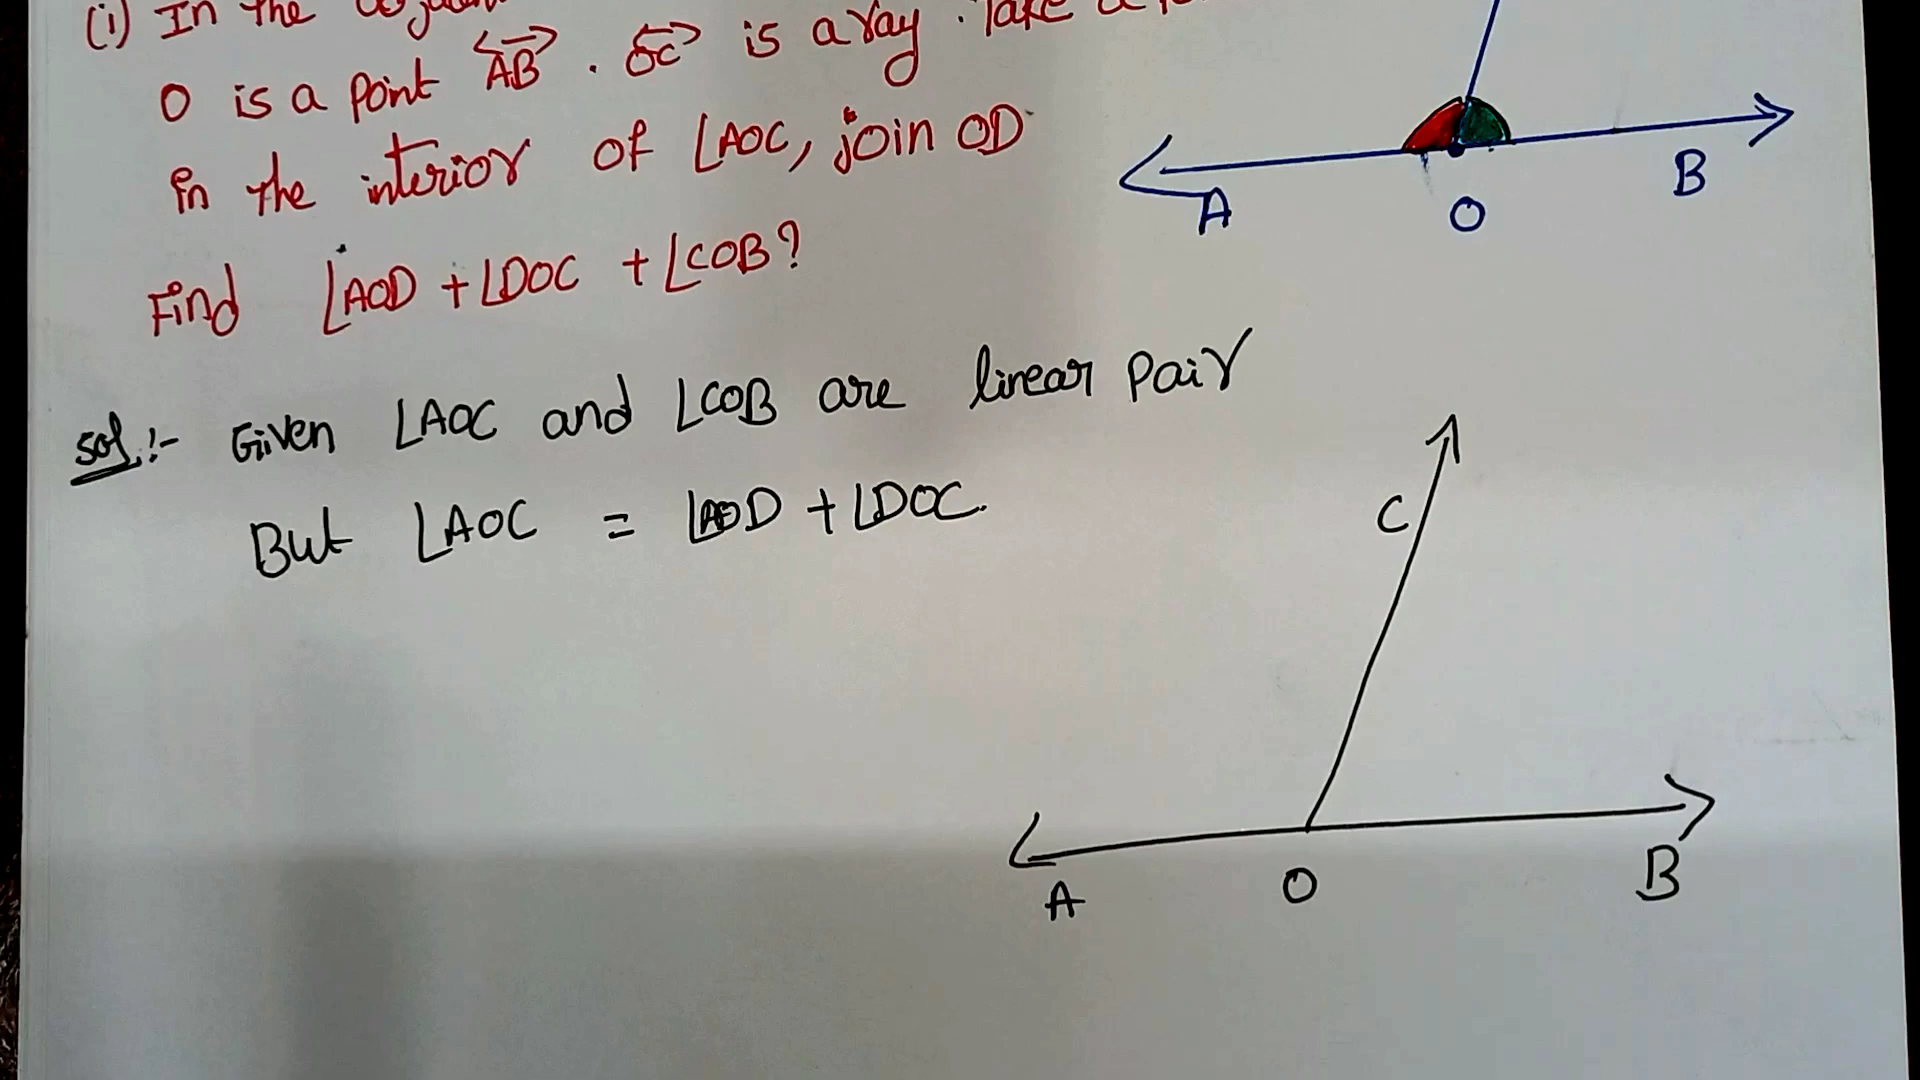 (i) In the
O is a point AB . OC is a ray . Take a
in the interior of ∠AOC, join OD
Find ∠AOD + ∠DOC + ∠COB?
Sol:- Given ∠AOC and ∠COB are linear pair
But ∠AOC = ∠AOD + ∠DOC.
A
O
B
C
A
O
B